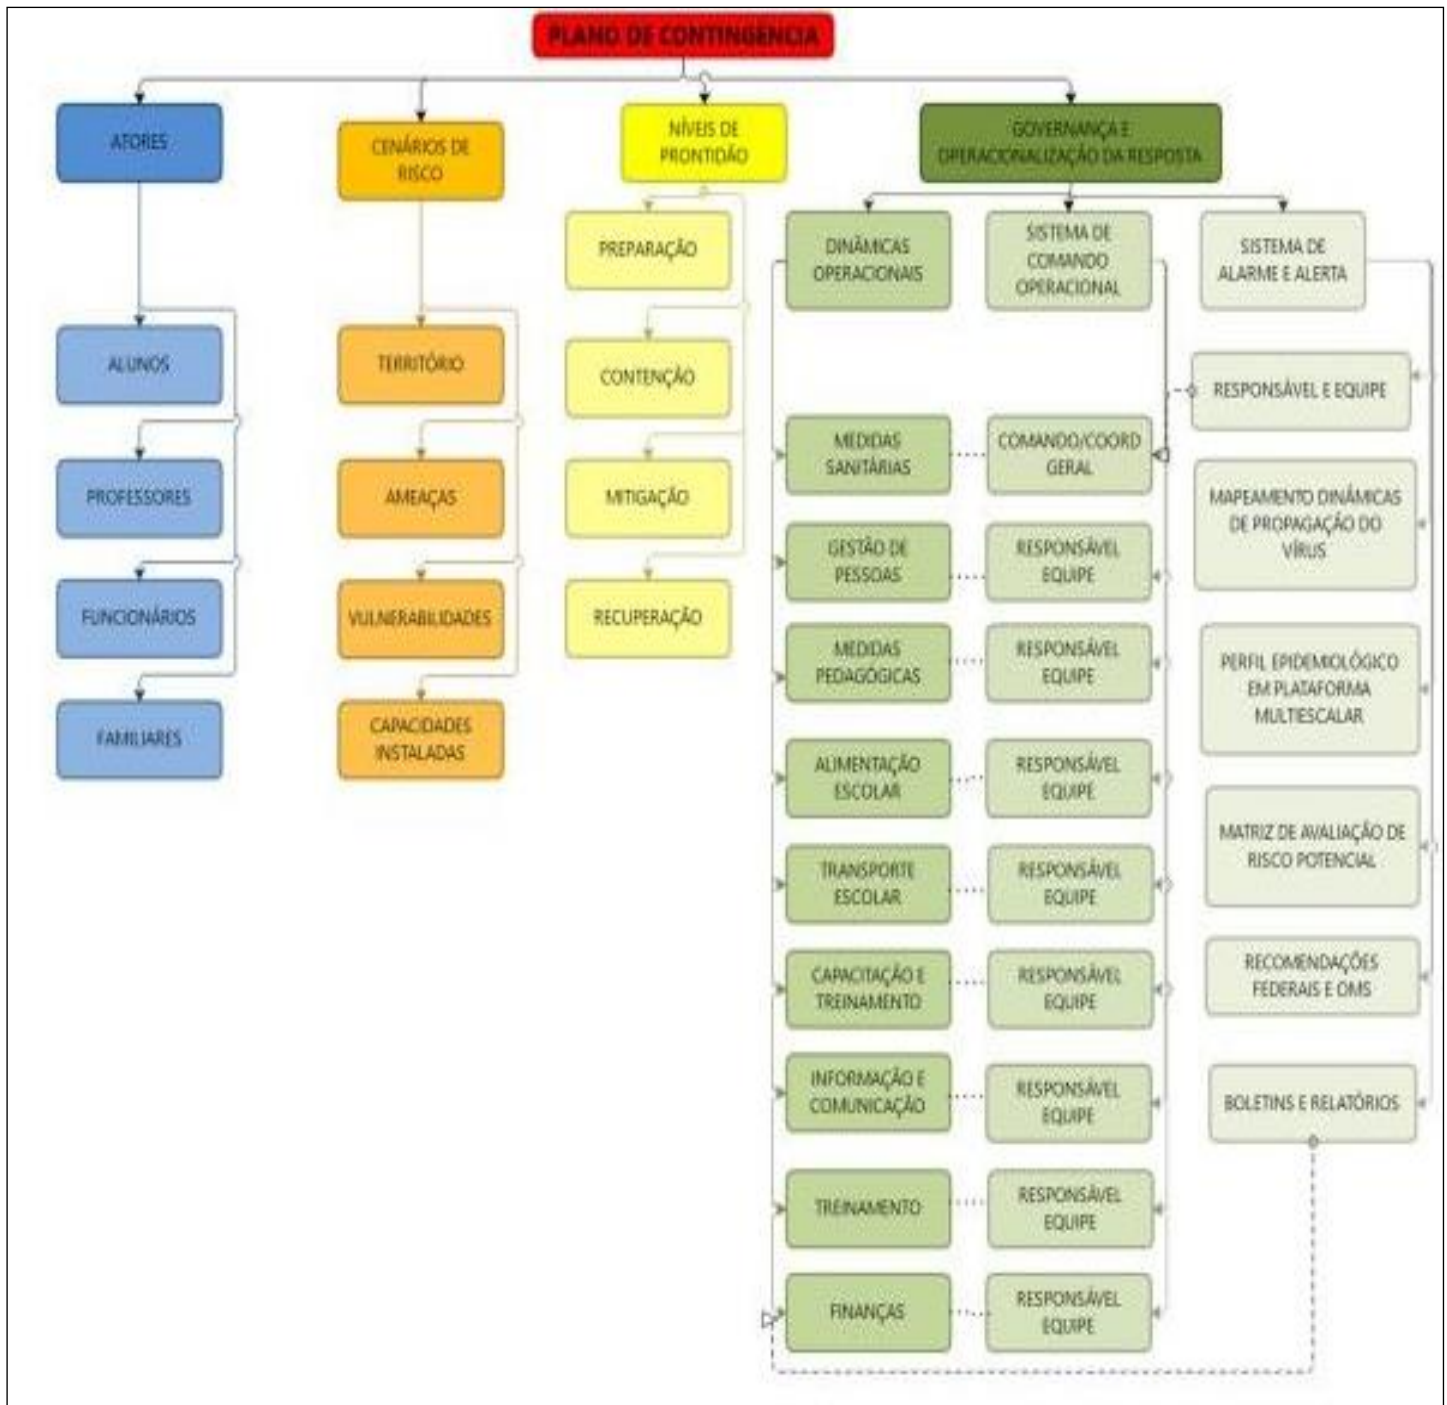 PLANO DE CONTINGÊNCIA
ATORES
ALUNOS
PROFESSORES
FUNCIONÁRIOS
FAMILIARES
CENÁRIOS DE
RISCO
TERRITÓRIO
AMEAÇAS
VULNERABILIDADES
CAPACIDADES
INSTALADAS
NÍVEIS DE
PRONTIDÃO
PREPARAÇÃO
CONTENÇÃO
MITIGAÇÃO
RECUPERAÇÃO
GOVERNANÇA E
OPERACIONALIZAÇÃO DA RESPOSTA
DINÂMICAS
OPERACIONAIS
MEDIDAS
SANITÁRIAS
GESTÃO DE
PESSOAS
MEDIDAS
PEDAGÓGICAS
ALIMENTAÇÃO
ESCOLAR
TRANSPORTE
ESCOLAR
CAPACITAÇÃO E
TREINAMENTO
INFORMAÇÃO E
COMUNICAÇÃO
TREINAMENTO
FINANÇAS
SISTEMA DE
COMANDO
OPERACIONAL
COMANDO/COORD
GERAL
RESPONSÁVEL
EQUIPE
RESPONSÁVEL
EQUIPE
RESPONSÁVEL
EQUIPE
RESPONSÁVEL
EQUIPE
RESPONSÁVEL
EQUIPE
RESPONSÁVEL
EQUIPE
RESPONSÁVEL
EQUIPE
RESPONSÁVEL
EQUIPE
SISTEMA DE
ALARME E ALERTA
RESPONSÁVEL E EQUIPE
MAPEAMENTO DINÂMICAS
DE PROPAGAÇÃO DO
VÍRUS
PERFIL EPIDEMIOLÓGICO
EM PLATAFORMA
MULTIESCALAR
MATRIZ DE AVALIAÇÃO DE
RISCO POTENCIAL
RECOMENDAÇÕES
FEDERAIS E OMS
BOLETINS E RELATÓRIOS